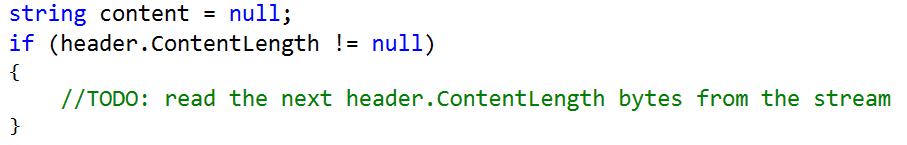 string content = null;
if (header.ContentLength != null)
{
    //TODO: read the next header.ContentLength bytes from the stream
}